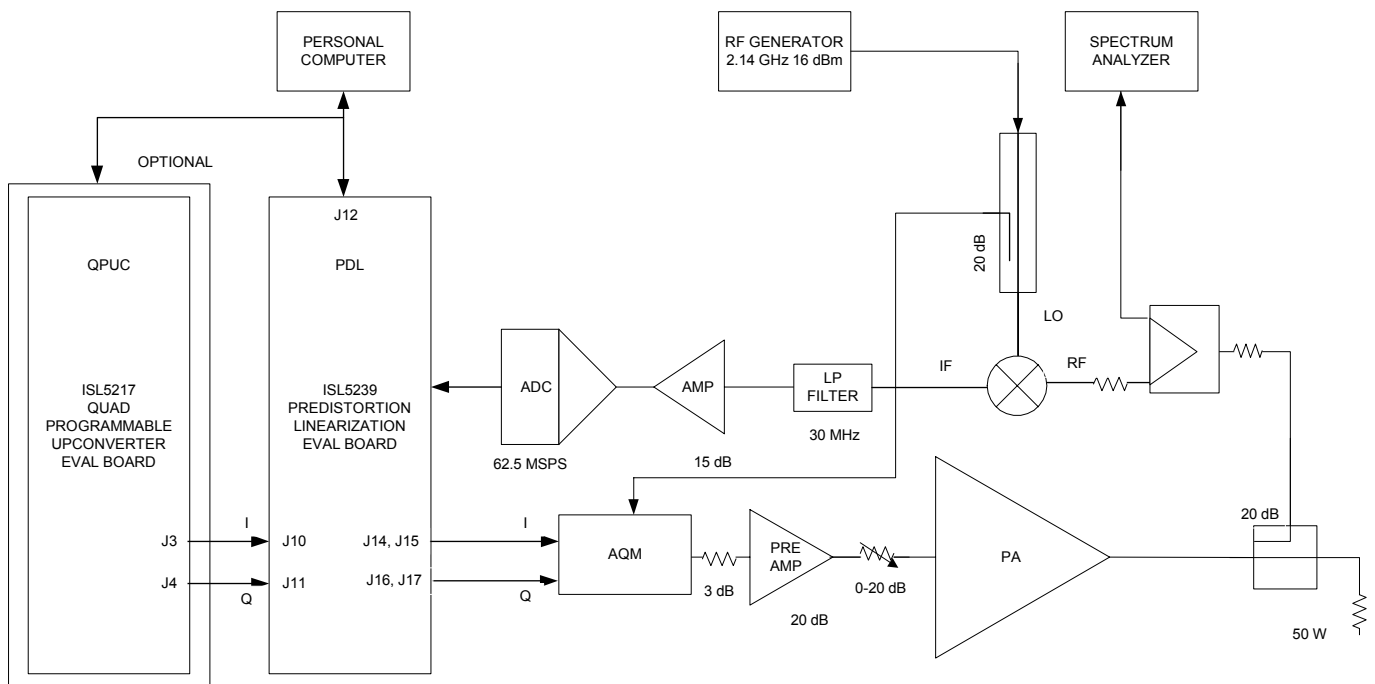 PERSONAL
COMPUTER
RF GENERATOR
2.14 GHz 16 dBm
SPECTRUM
ANALYZER
OPTIONAL
J12
QPUC
PDL
20 dB
LO
ISL5217
QUAD
PROGRAMMABLE
UPCONVERTER
EVAL BOARD
ISL5239
PREDISTORTION
LINEARIZATION
EVAL BOARD
ADC
AMP
LP
FILTER
IF
RF
62.5 MSPS
15 dB
30 MHz
J3
I
J10
J14, J15
I
AQM
PRE
AMP
PA
20 dB
J4
Q
J11
J16, J17
Q
3 dB
20 dB
0-20 dB
50 W